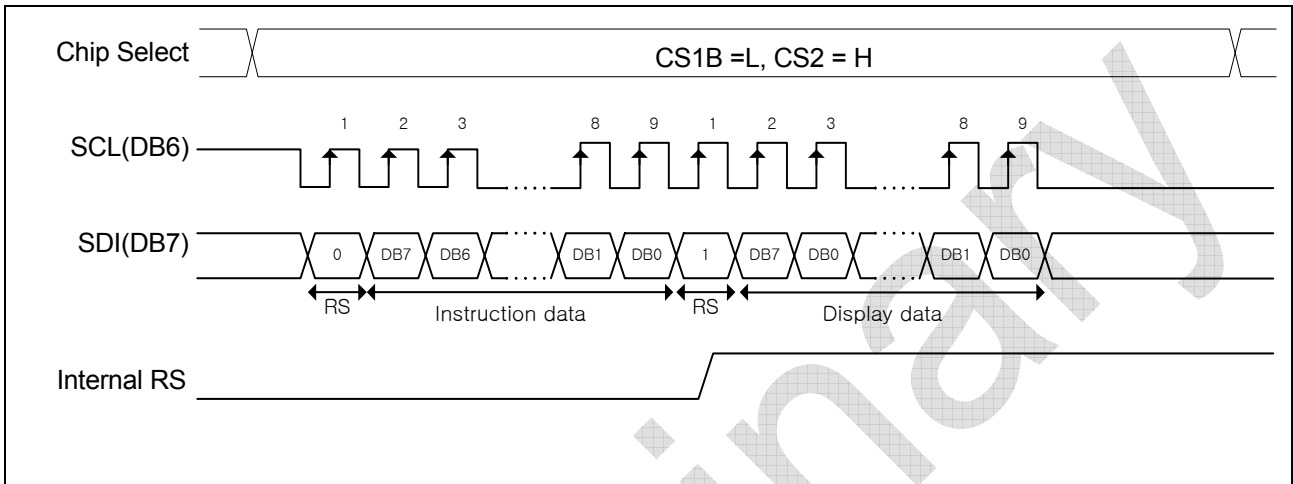 Chip Select
CS1B =L, CS2 = H
1 2 3 8 9 1 2 3 8 9
SCL(DB6)
SDI(DB7)
0 DB7 DB6 DB1 DB0 1 DB7 DB0 DB1 DB0
RS Instruction data RS Display data
Internal RS
inary